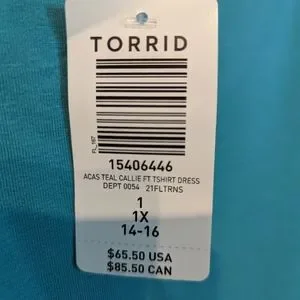 TORRID
FL_167
15406446
ACAS TEAL CALLIE FT TSHIRT DRESS
DEPT 0054 21FLTRNS
1
1X
14-16
$65.50 USA
$85.50 CAN